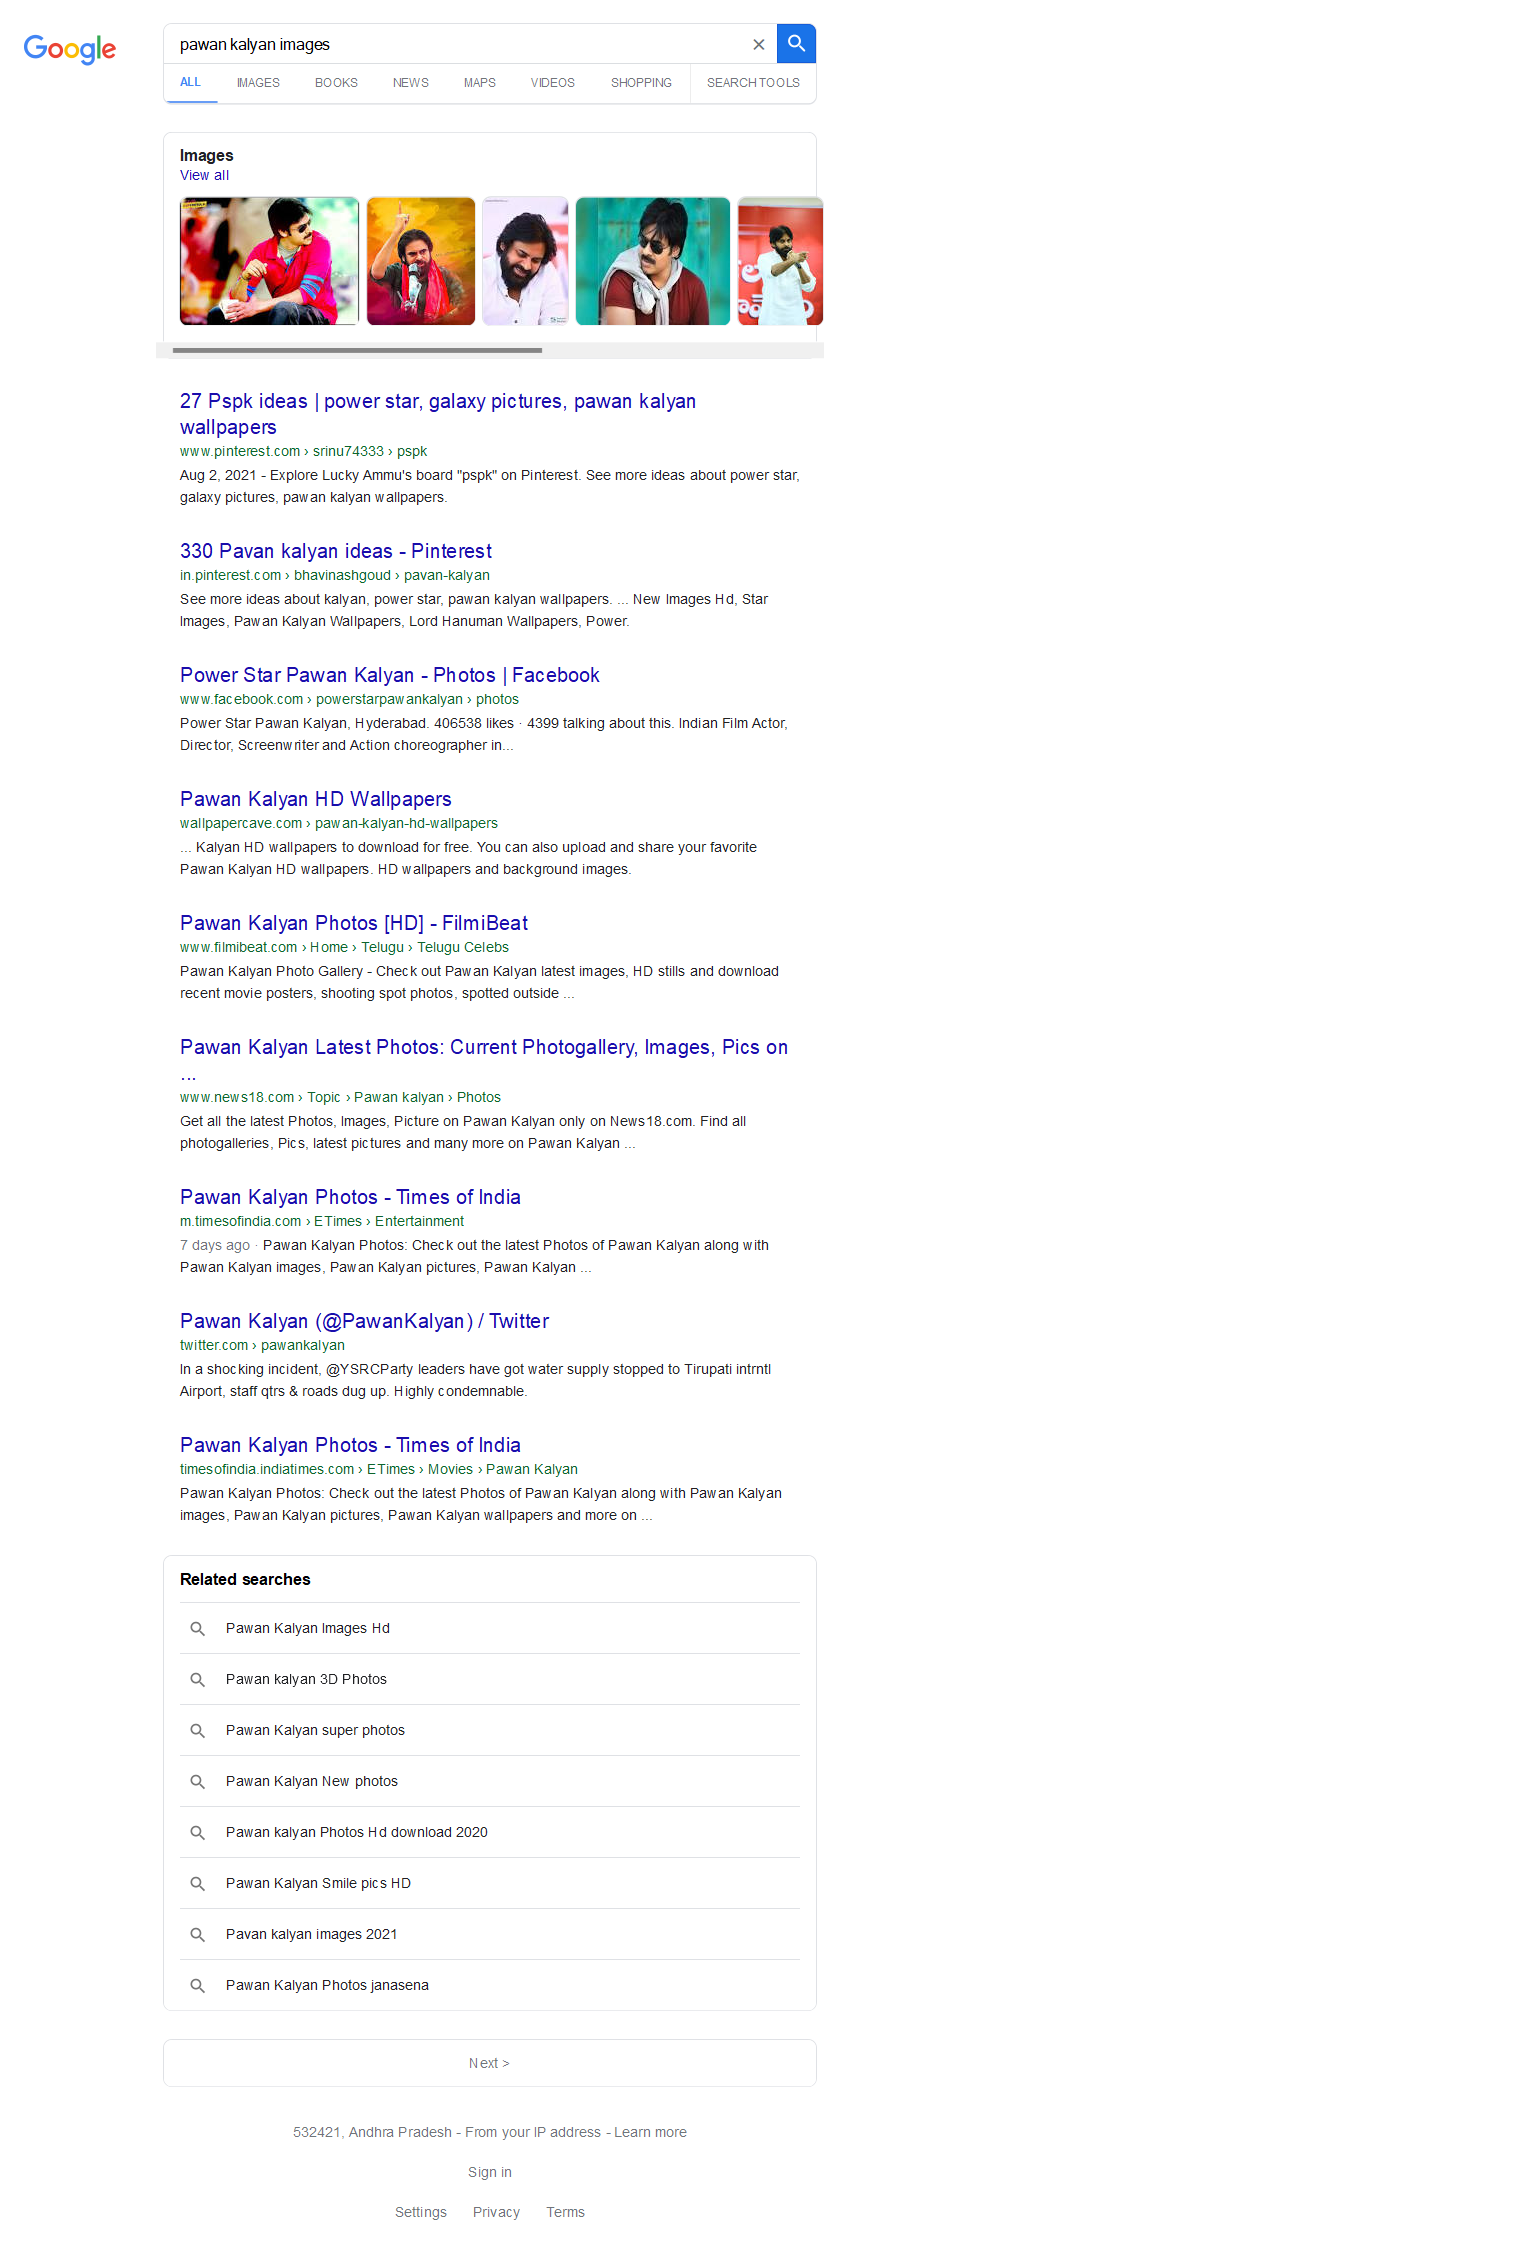 Google
pawan kalyan images
ALL IMAGES BOOKS NEWS MAPS VIDEOS SHOPPING SEARCH TOOLS
Images
View all
27 Pspk ideas | power star, galaxy pictures, pawan kalyan
wallpapers
www.pinterest.com › srinu74333 › pspk
Aug 2, 2021 - Explore Lucky Ammu's board "pspk" on Pinterest. See more ideas about power star,
galaxy pictures, pawan kalyan wallpapers.
330 Pavan kalyan ideas - Pinterest
in.pinterest.com › bhavinashgoud › pavan-kalyan
See more ideas about kalyan, power star, pawan kalyan wallpapers. ... New Images Hd, Star
Images, Pawan Kalyan Wallpapers, Lord Hanuman Wallpapers, Power.
Power Star Pawan Kalyan - Photos | Facebook
www.facebook.com › powerstarpawankalyan › photos
Power Star Pawan Kalyan, Hyderabad. 406538 likes · 4399 talking about this. Indian Film Actor,
Director, Screenwriter and Action choreographer in...
Pawan Kalyan HD Wallpapers
wallpapercave.com › pawan-kalyan-hd-wallpapers
... Kalyan HD wallpapers to download for free. You can also upload and share your favorite
Pawan Kalyan HD wallpapers. HD wallpapers and background images.
Pawan Kalyan Photos [HD] - FilmiBeat
www.filmibeat.com › Home › Telugu › Telugu Celebs
Pawan Kalyan Photo Gallery - Check out Pawan Kalyan latest images, HD stills and download
recent movie posters, shooting spot photos, spotted outside ...
Pawan Kalyan Latest Photos: Current Photogallery, Images, Pics on
...
www.news18.com › Topic › Pawan kalyan › Photos
Get all the latest Photos, Images, Picture on Pawan Kalyan only on News18.com. Find all
photogalleries, Pics, latest pictures and many more on Pawan Kalyan ...
Pawan Kalyan Photos - Times of India
m.timesofindia.com › ETimes › Entertainment
7 days ago · Pawan Kalyan Photos: Check out the latest Photos of Pawan Kalyan along with
Pawan Kalyan images, Pawan Kalyan pictures, Pawan Kalyan ...
Pawan Kalyan (@PawanKalyan) / Twitter
twitter.com › pawankalyan
In a shocking incident, @YSRCParty leaders have got water supply stopped to Tirupati intrntl
Airport, staff qtrs & roads dug up. Highly condemnable.
Pawan Kalyan Photos - Times of India
timesofindia.indiatimes.com › ETimes › Movies › Pawan Kalyan
Pawan Kalyan Photos: Check out the latest Photos of Pawan Kalyan along with Pawan Kalyan
images, Pawan Kalyan pictures, Pawan Kalyan wallpapers and more on ...
Related searches
Pawan Kalyan Images Hd
Pawan kalyan 3D Photos
Pawan Kalyan super photos
Pawan Kalyan New photos
Pawan kalyan Photos Hd download 2020
Pawan Kalyan Smile pics HD
Pavan kalyan images 2021
Pawan Kalyan Photos janasena
Next >
532421, Andhra Pradesh - From your IP address - Learn more
Sign in
Settings Privacy Terms